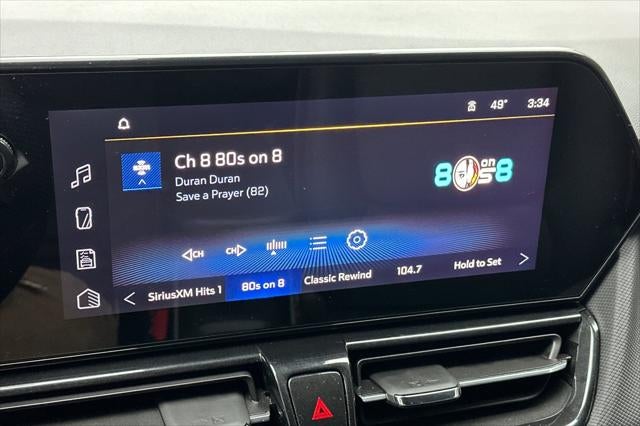 49° 3:34
Ch 8 80s on 8
Duran Duran
Save a Prayer (82)
80s on 8
CH CH
SiriusXM Hits 1 80s on 8 Classic Rewind 104.7 Hold to Set